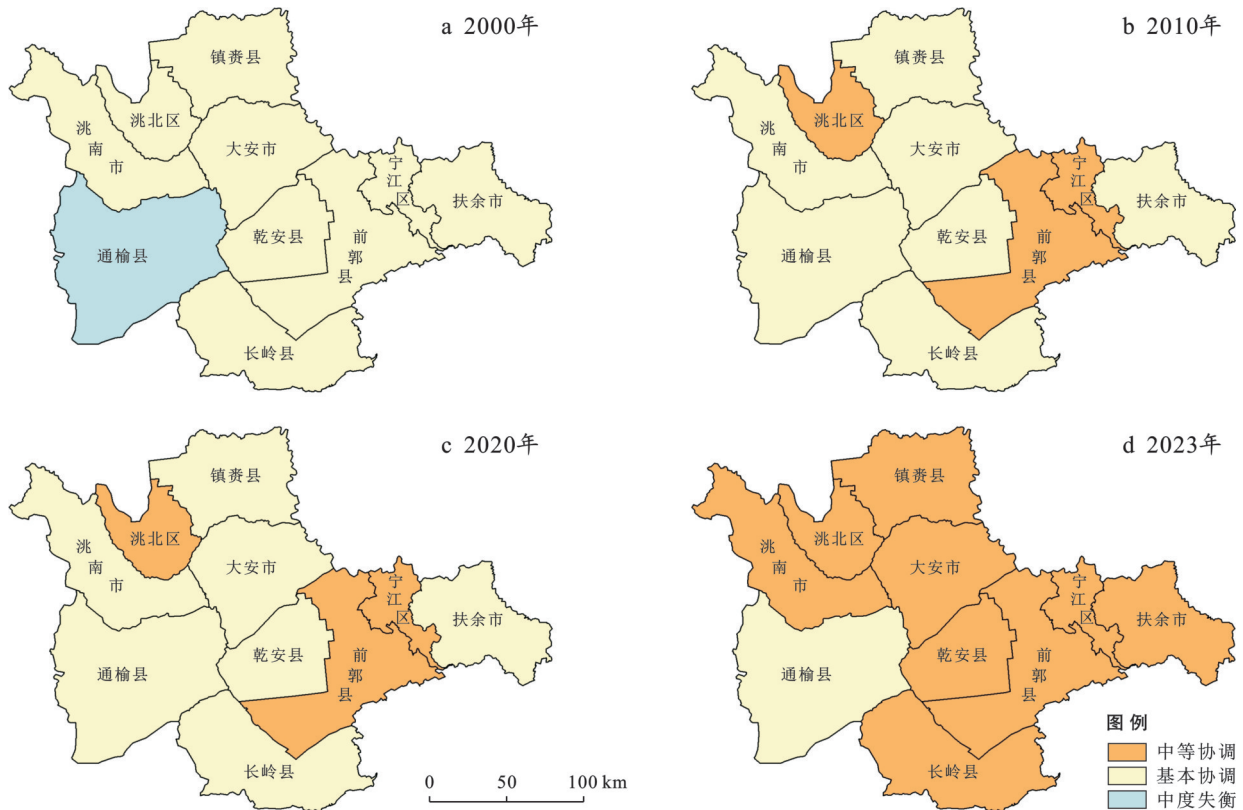 a 2000年
镇赉县
洮北区
洮南市
大安市
宁江区
扶余市
通榆县
乾安县
前郭县
长岭县
b 2010年
镇赉县
洮北区
洮南市
大安市
宁江区
扶余市
通榆县
乾安县
前郭县
长岭县
c 2020年
镇赉县
洮北区
洮南市
大安市
宁江区
扶余市
通榆县
乾安县
前郭县
长岭县
0 50 100 km
d 2023年
镇赉县
洮北区
洮南市
大安市
宁江区
扶余市
通榆县
乾安县
前郭县
长岭县
图例
中等协调
基本协调
中度失衡